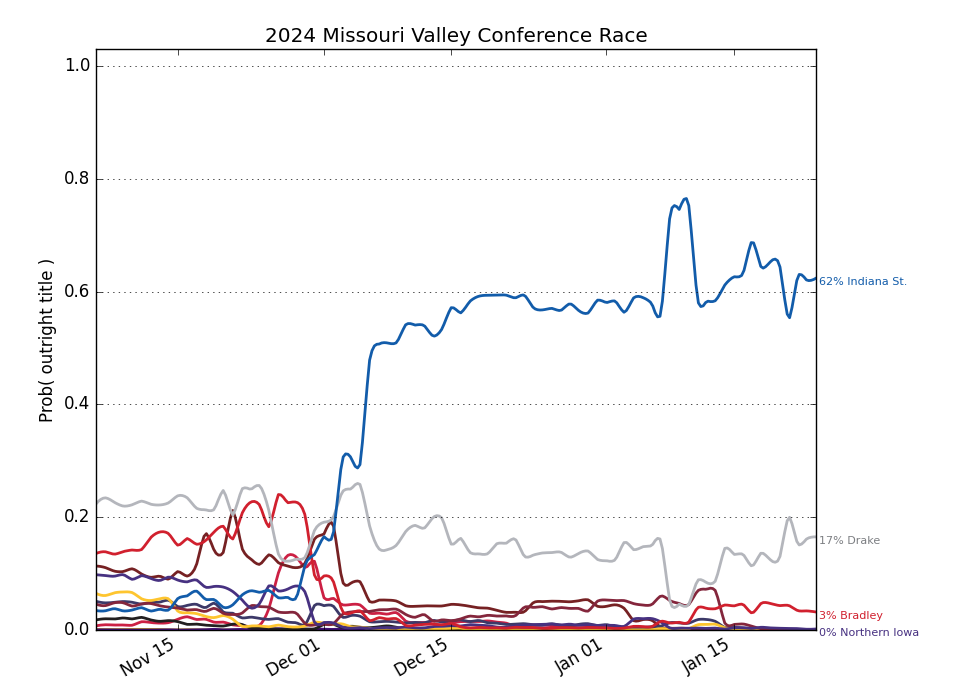 2024 Missouri Valley Conference Race
1.0
0.8
0.6
0.4
0.2
0.0
Prob( outright title )
62% Indiana St.
17% Drake
3% Bradley
0% Northern Iowa
Nov 15
Dec 01
Dec 15
Jan 01
Jan 15